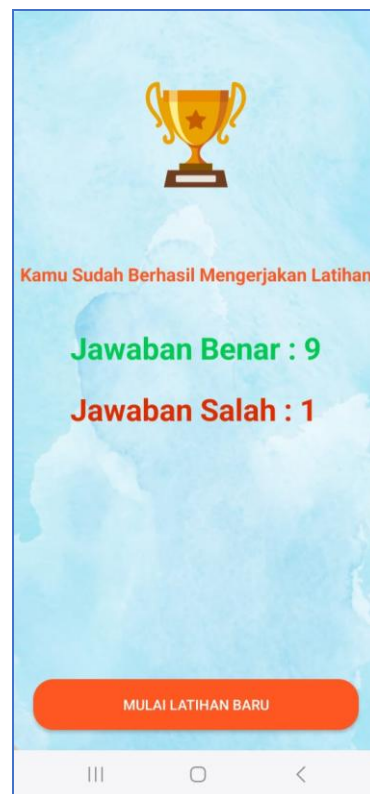 Kamu Sudah Berhasil Mengerjakan Latihan
Jawaban Benar : 9
Jawaban Salah : 1
MULAI LATIHAN BARU